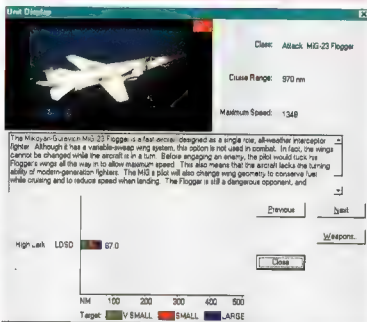 Unit Display
Class: Attack MiG-23 Flogger
Cruise Range: 970 nm
Maximum Speed: 1348
The Mikoyan-Gurevich MiG-23 Flogger is a fast aircraft designed as a single role, all-weather interceptor
fighter. Although it has a variable-sweep wing system, this option is not used in combat. In fact, the wings
cannot be changed while the aircraft is in a turn. Before engaging an enemy, the pilot would tuck his
Flogger's wings all the way in to allow maximum speed. This also means that the aircraft lacks the turning
ability of modern-generation fighters. The MiG's pilot will also change wing geometry to conserve fuel
while cruising and to reduce speed when landing. The Flogger is still a dangerous opponent, and
Previous Next
Weapons..
High Lark LDSD 67.0
Close
NM 100 200 300 400 500
Target: V SMALL SMALL LARGE